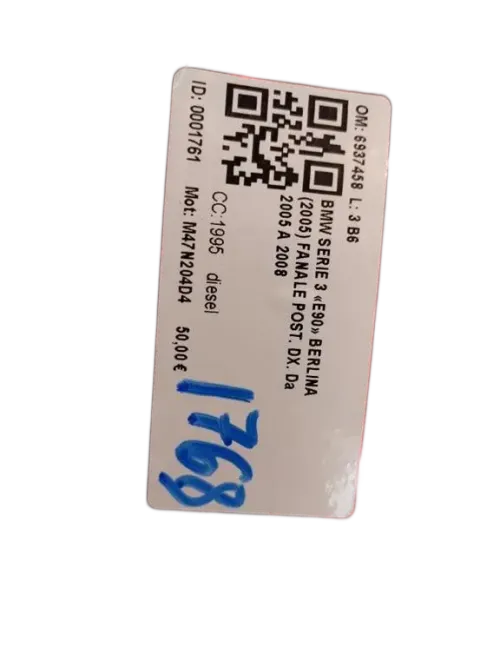 OM: 6937458 L: 3 B6
BMW SERIE 3 «E90» BERLINA
(2005) FANALE POST. DX. Da
2005 A 2008
CC:1995 diesel
ID: 0001761 Mot: M47N204D4 50,00 €
1768